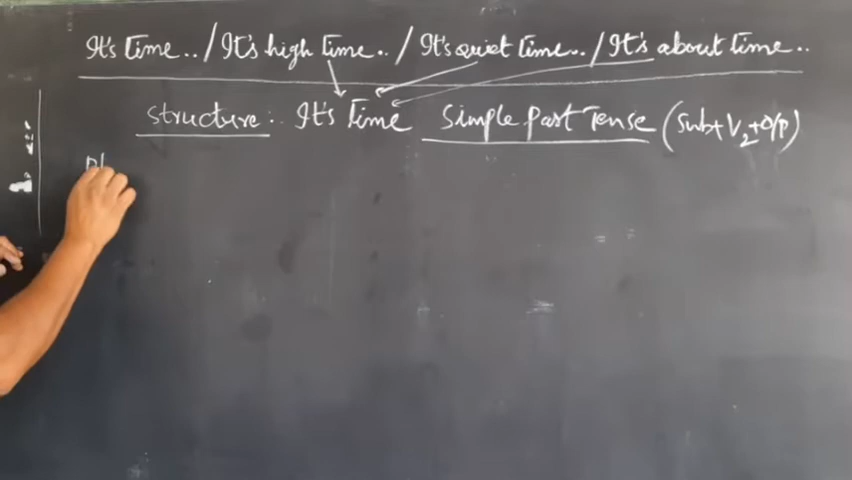 It's time../It's high time../It's quiet time../It's about time..
Structure:. It's Time Simple Past Tense (Sub+V2+O/P)
Pl